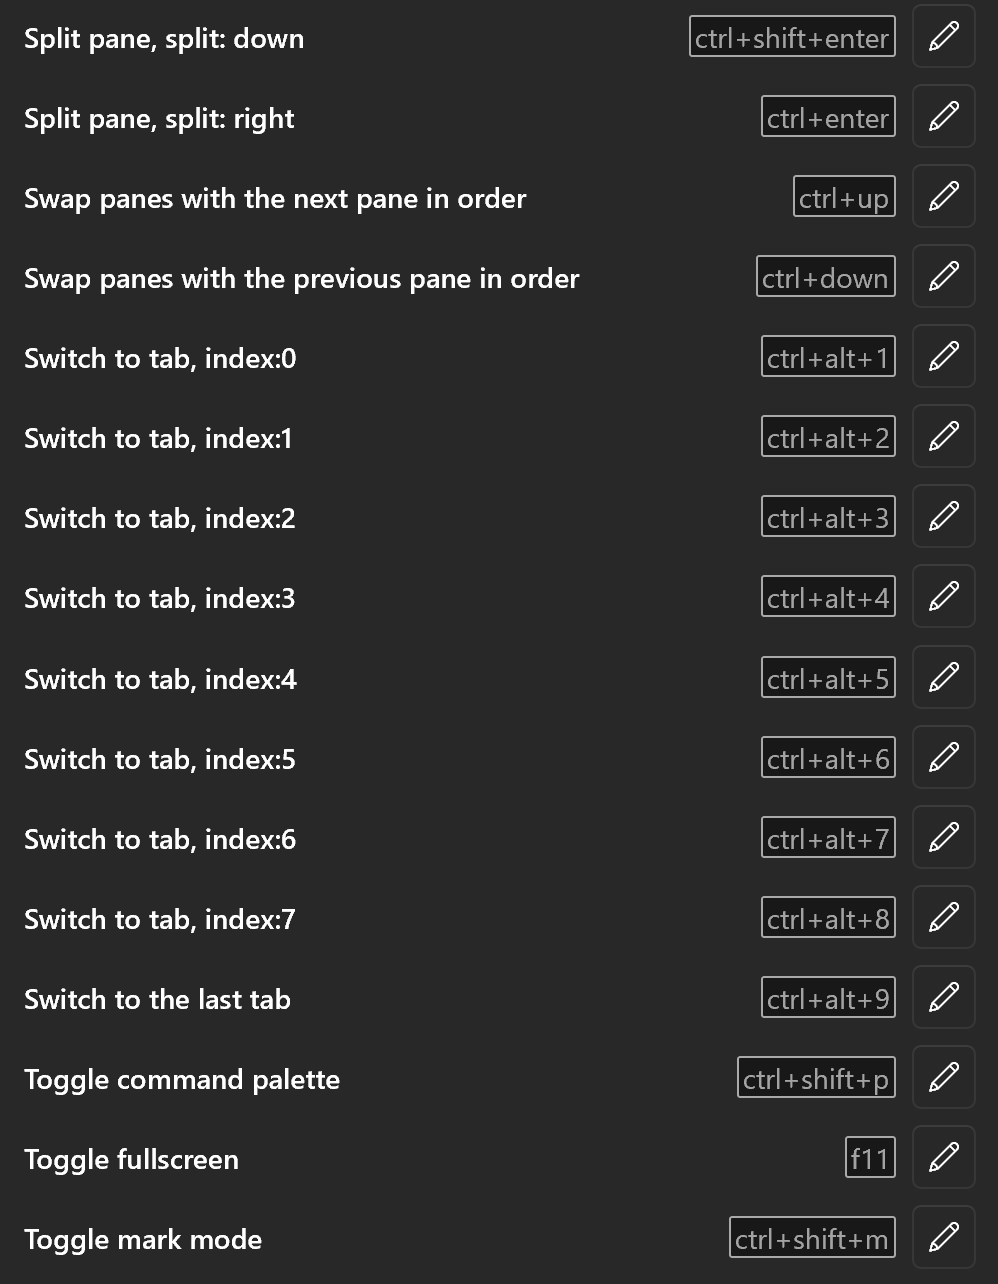 Split pane, split: down ctrl+shift+enter
Split pane, split: right ctrl+enter
Swap panes with the next pane in order ctrl+up
Swap panes with the previous pane in order ctrl+down
Switch to tab, index:0 ctrl+alt+1
Switch to tab, index:1 ctrl+alt+2
Switch to tab, index:2 ctrl+alt+3
Switch to tab, index:3 ctrl+alt+4
Switch to tab, index:4 ctrl+alt+5
Switch to tab, index:5 ctrl+alt+6
Switch to tab, index:6 ctrl+alt+7
Switch to tab, index:7 ctrl+alt+8
Switch to the last tab ctrl+alt+9
Toggle command palette ctrl+shift+p
Toggle fullscreen f11
Toggle mark mode ctrl+shift+m